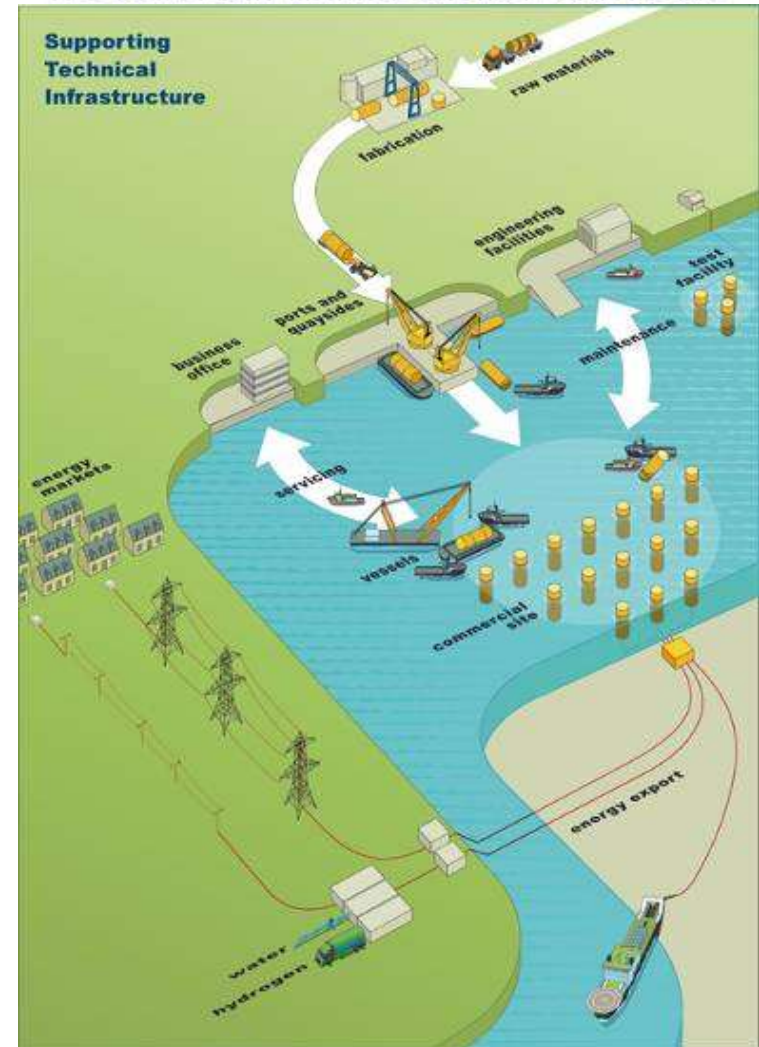 Supporting
Technical
Infrastructure
raw materials
fabrication
engineering
facilities
test
facility
ports and
quaysides
maintenance
business
office
energy
markets
servicing
vessels
commercial
site
energy export
water
hydrogen